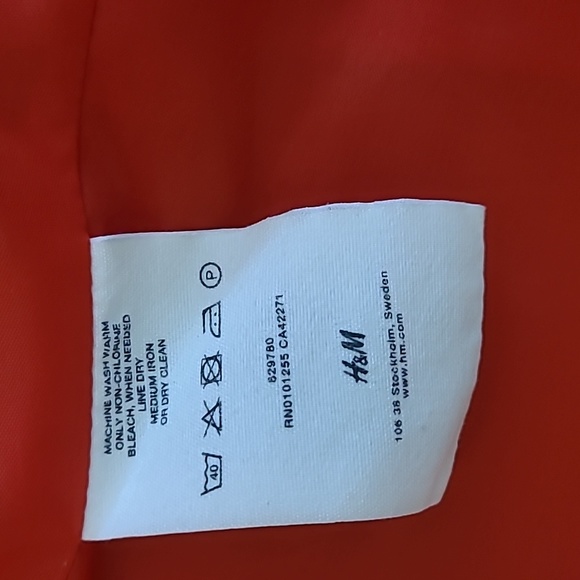 MACHINE WASH WARM
ONLY NON-CHLORINE
BLEACH, WHEN NEEDED
LINE DRY
MEDIUM IRON
OR DRY CLEAN
40 P
629780
RN0101255 CA42271
H&M
106 38 Stockholm, Sweden
www.hm.com